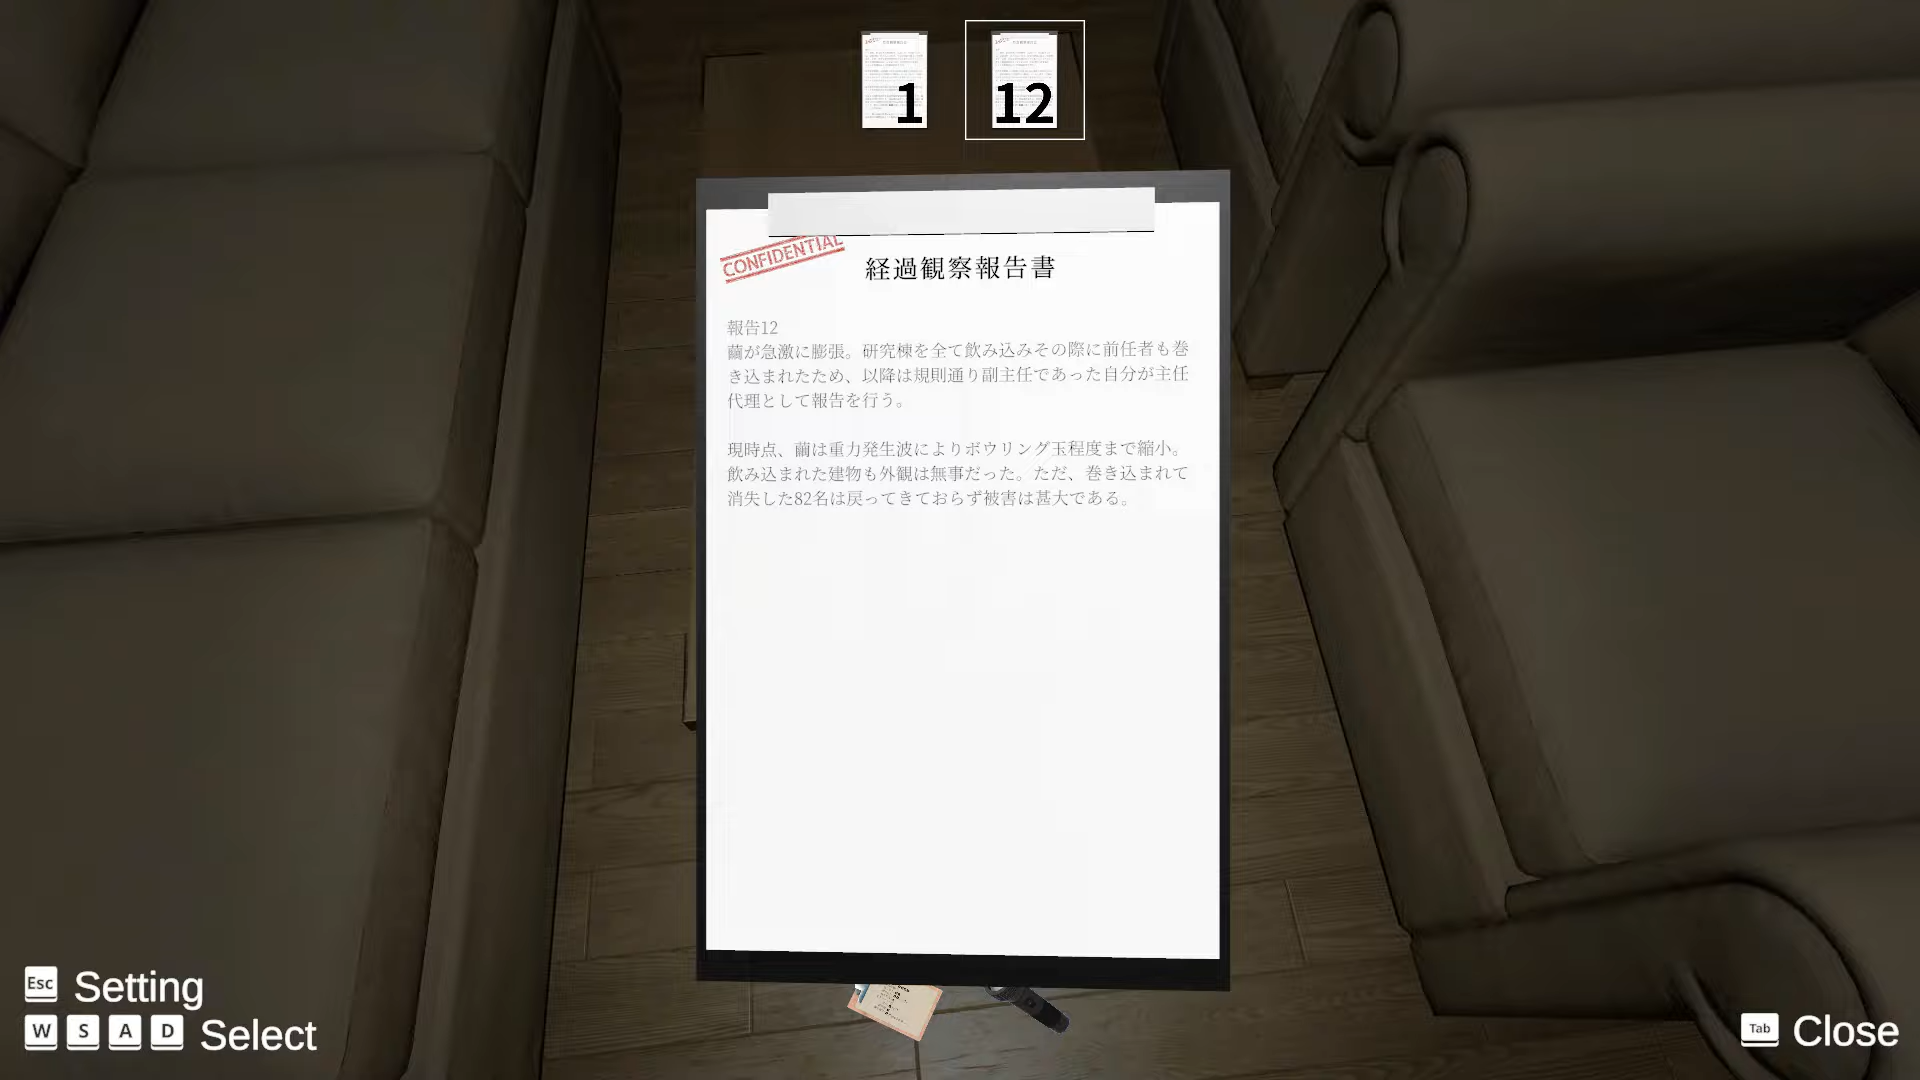 1
12
CONFIDENTIAL
経過観察報告書
報告12
繭が急激に膨張。研究棟を全て飲み込みその際に前任者も巻
き込まれたため、以降は規則通り副主任であった自分が主任
代理として報告を行う。
現時点、繭は重力発生波によりボウリング玉程度まで縮小。
飲み込まれた建物も外観は無事だった。ただ、巻き込まれて
消失した82名は戻ってきておらず被害は甚大である。
Esc Setting
W S A D Select
Tab Close